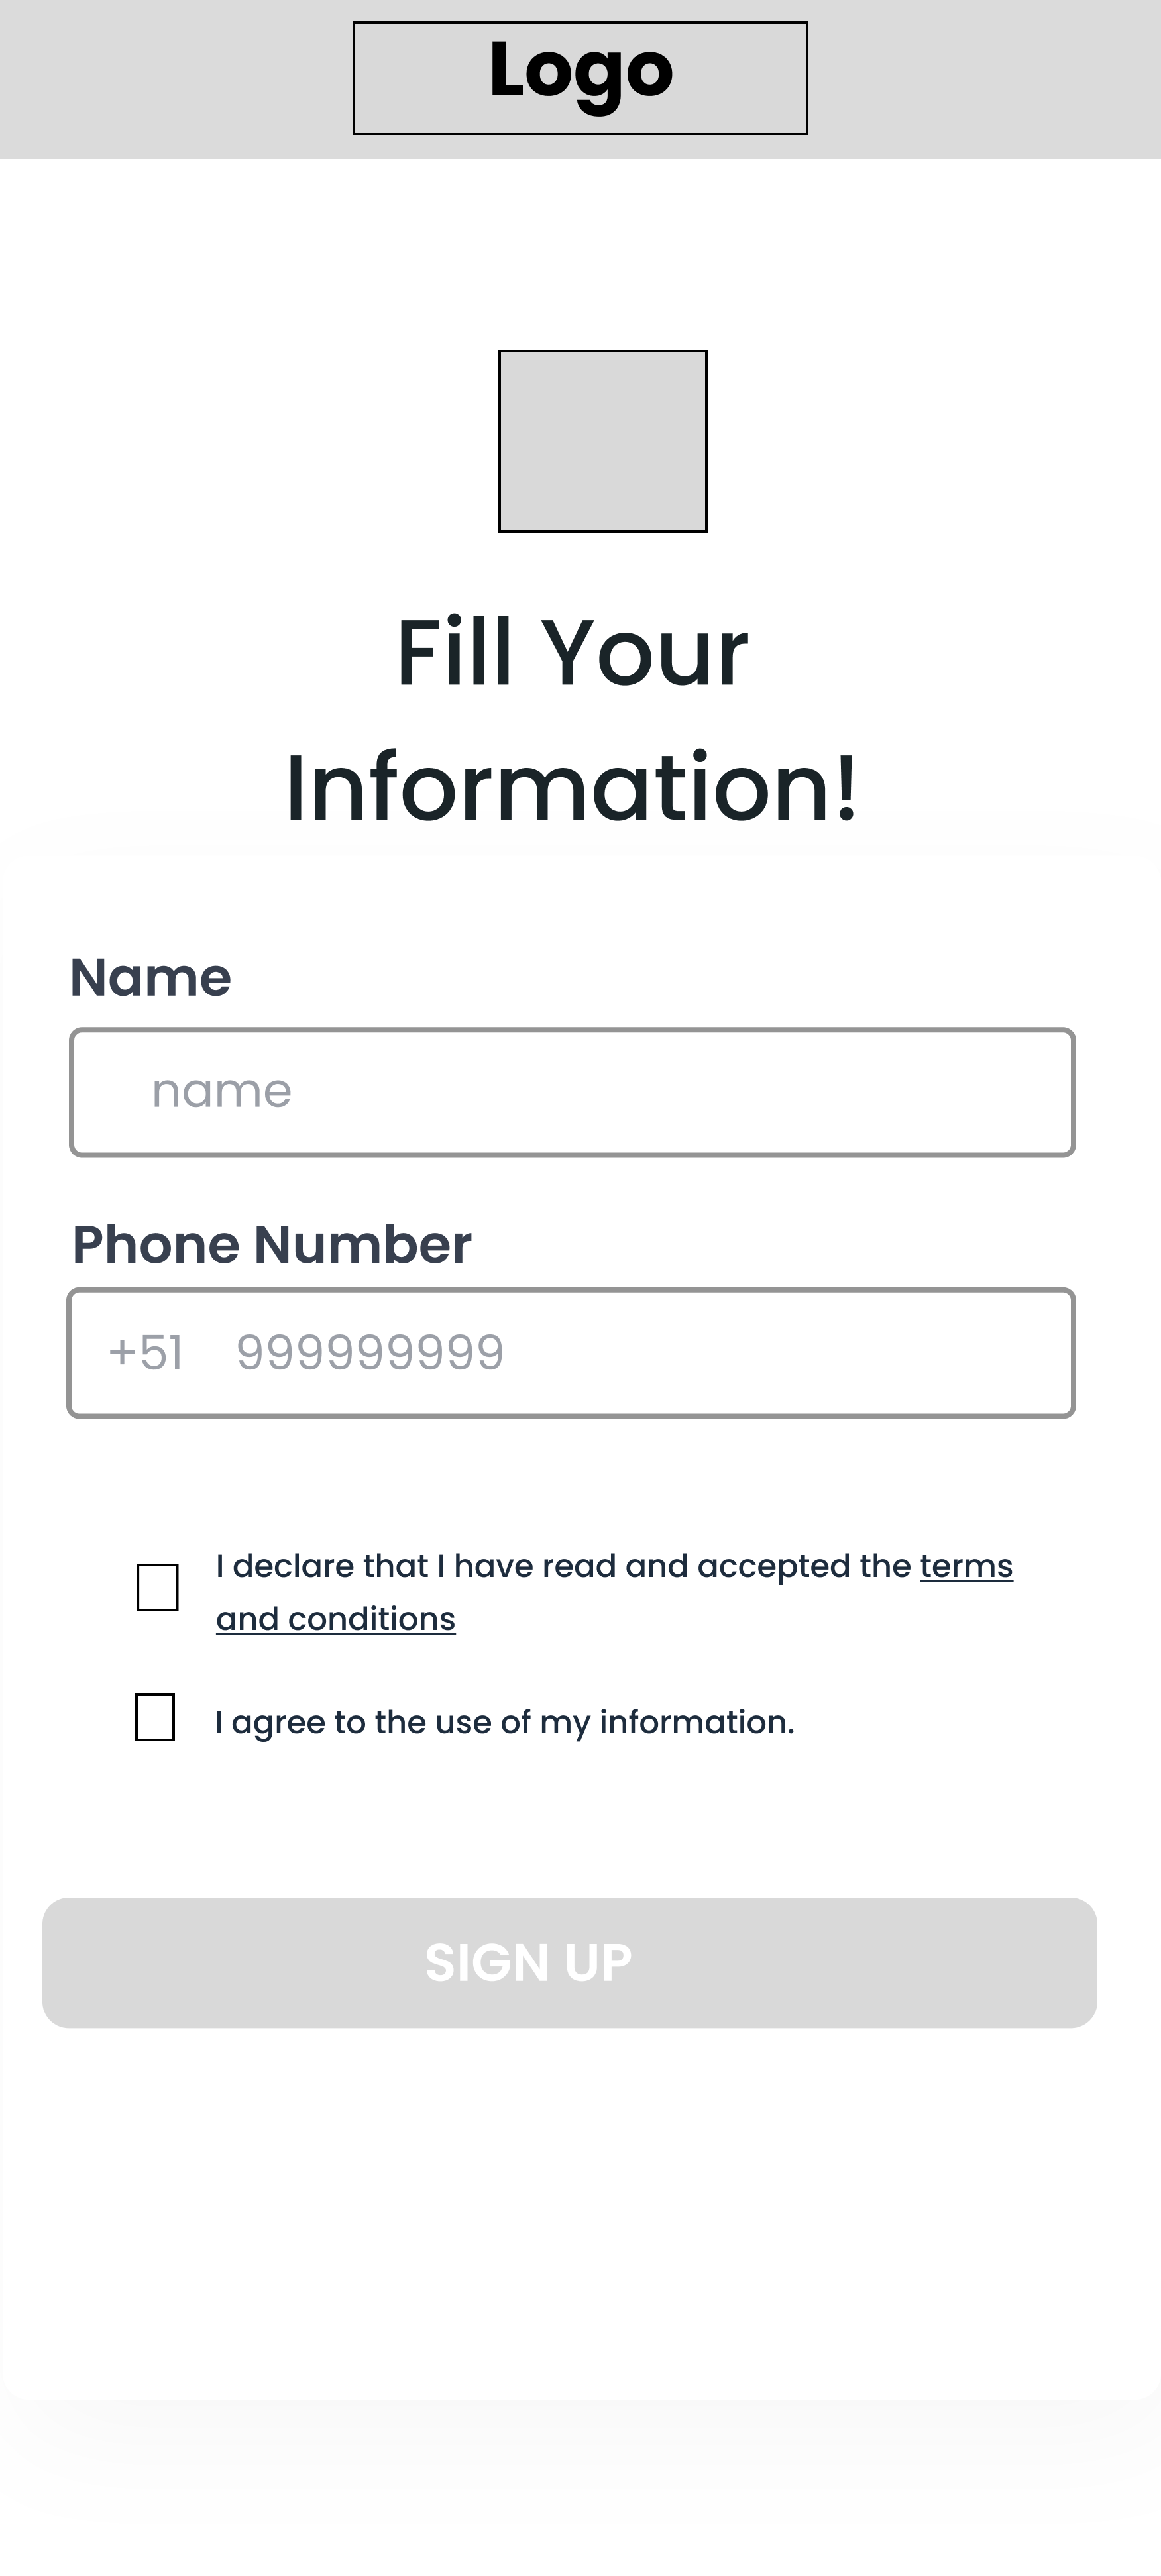 Logo
Fill Your
Information!
Name
name
Phone Number
+51 999999999
I declare that I have read and accepted the terms
and conditions
I agree to the use of my information.
SIGN UP